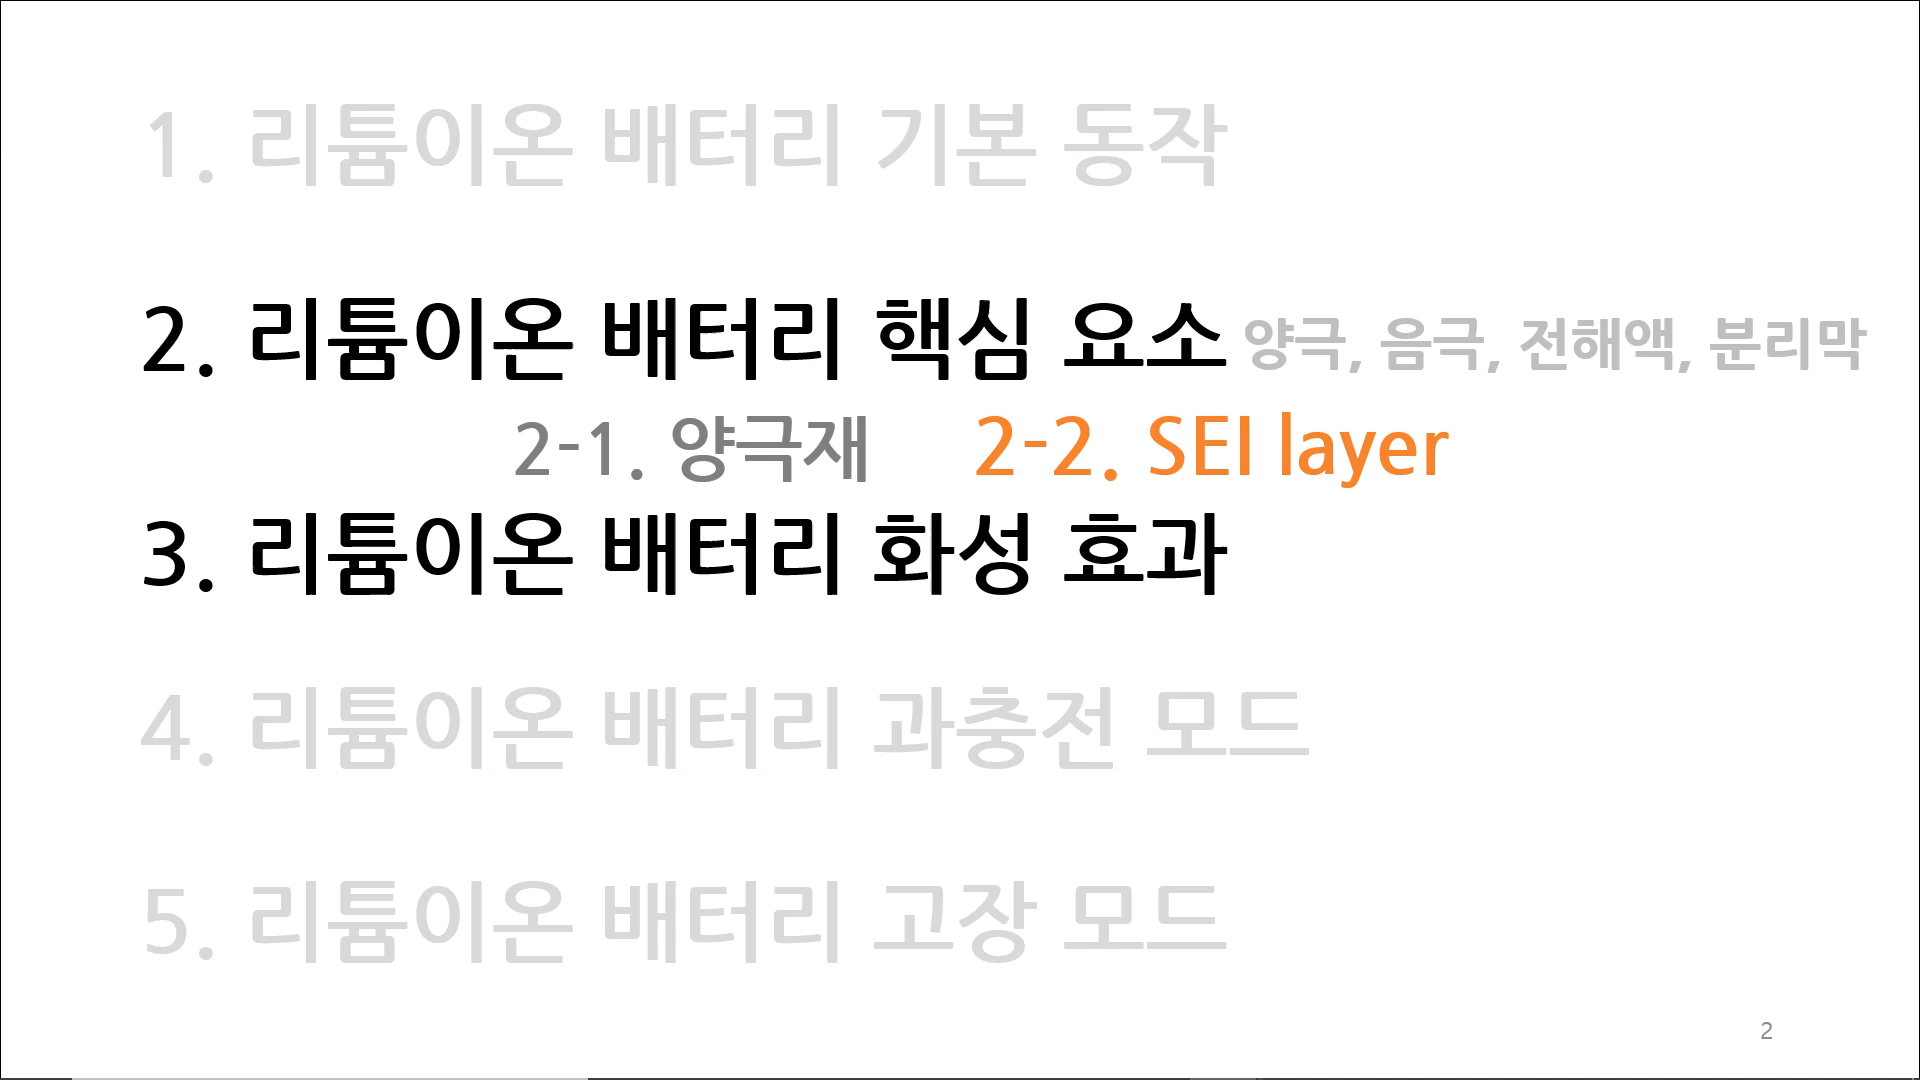 1. 리튬이온 배터리 기본 동작
2. 리튬이온 배터리 핵심 요소 양극, 음극, 전해액, 분리막
2-1. 양극재 2-2. SEI layer
3. 리튬이온 배터리 화성 효과
4. 리튬이온 배터리 과충전 모드
5. 리튬이온 배터리 고장 모드
2